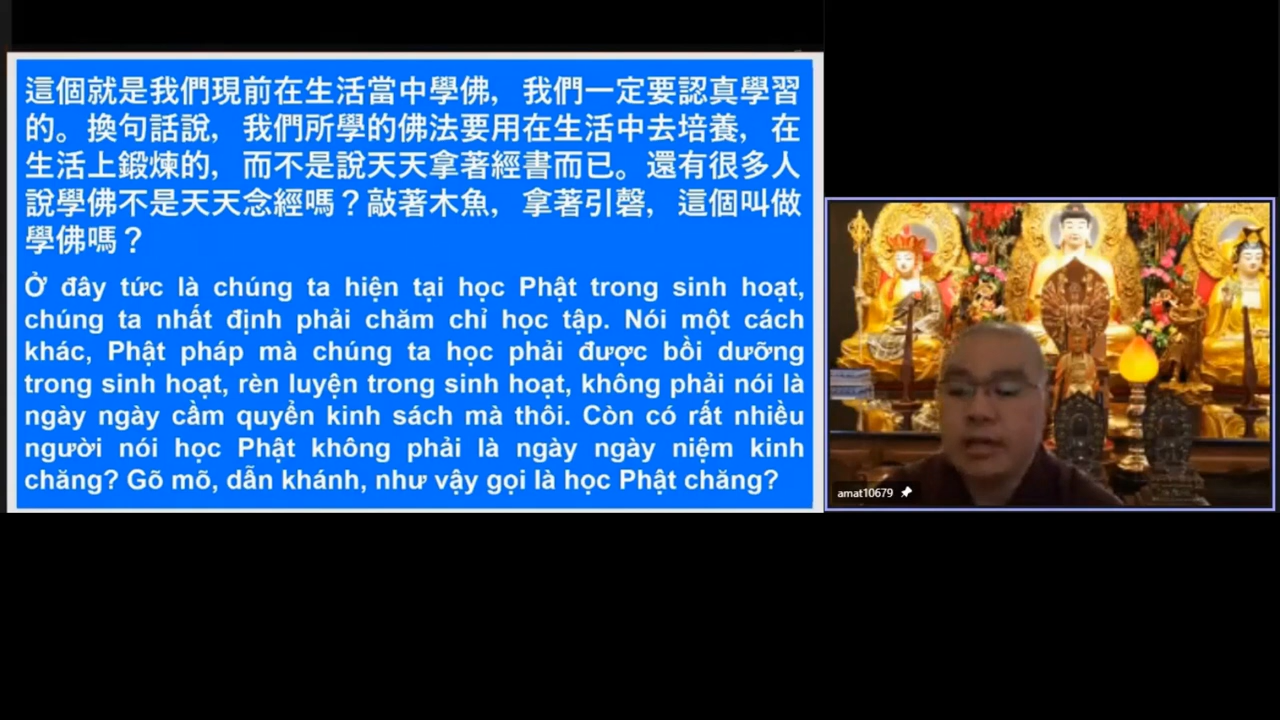 這個就是我們現前在生活當中學佛，我們一定要認真學習
的。換句話說，我們所學的佛法要用在生活中去培養，在
生活上鍛煉的，而不是說天天拿著經書而已。還有很多人
說學佛不是天天念經嗎？敲著木魚，拿著引磬，這個叫做
學佛嗎？
Ở đây tức là chúng ta hiện tại học Phật trong sinh hoạt,
chúng ta nhất định phải chăm chỉ học tập. Nói một cách
khác, Phật pháp mà chúng ta học phải được bồi dưỡng
trong sinh hoạt, rèn luyện trong sinh hoạt, không phải nói là
ngày ngày cầm quyển kinh sách mà thôi. Còn có rất nhiều
người nói học Phật không phải là ngày ngày niệm kinh
chăng? Gõ mõ, dẫn khánh, như vậy gọi là học Phật chăng?
amat10679